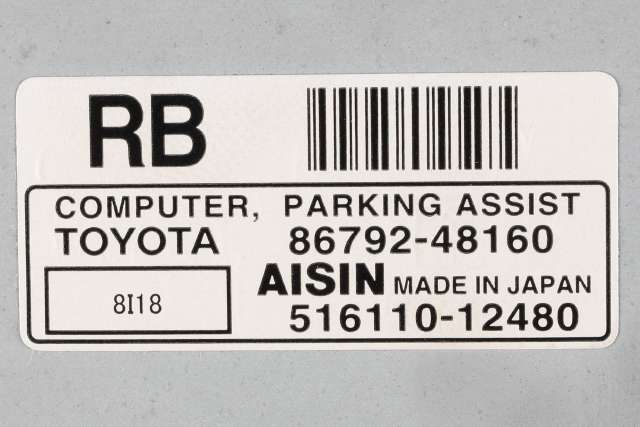 RB
COMPUTER, PARKING ASSIST
TOYOTA 86792-48160
8I18
AISIN MADE IN JAPAN
516110-12480